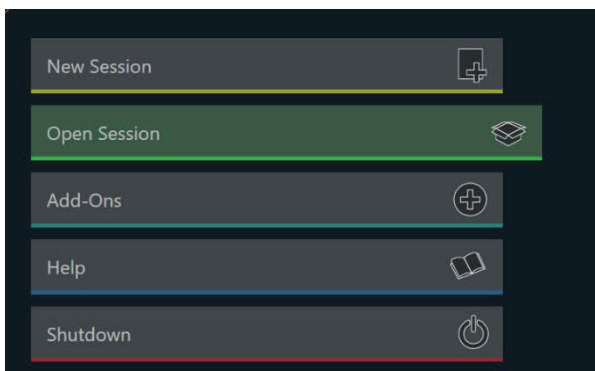 New Session
Open Session
Add-Ons
Help
Shutdown